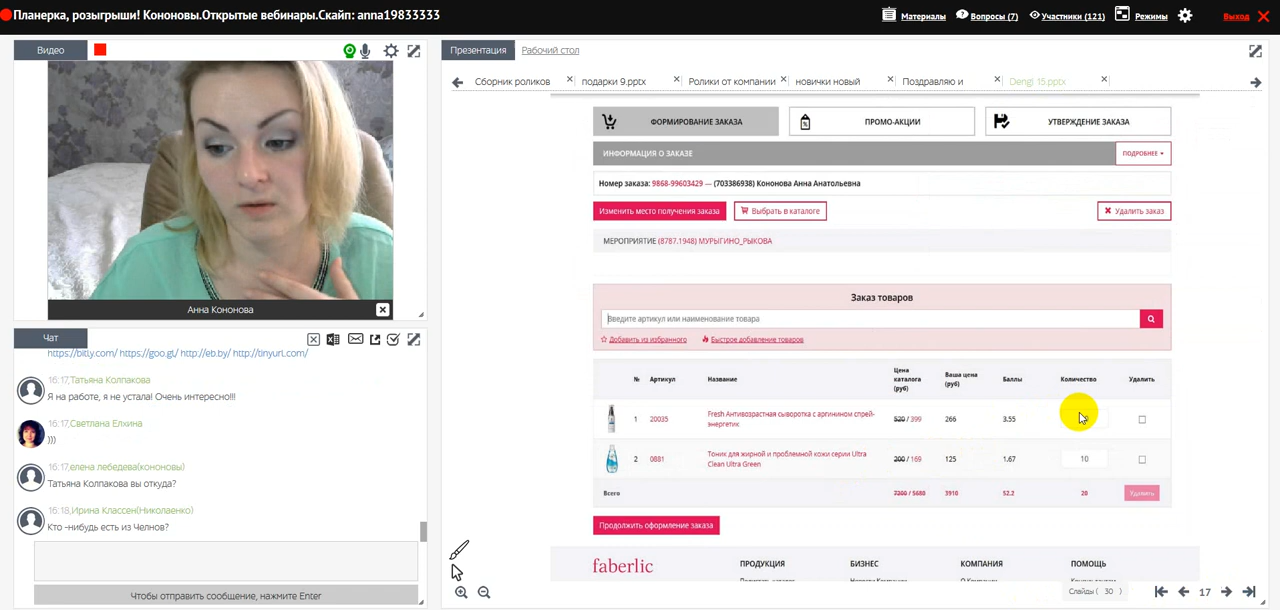 Планерка, розыгрыши! Кононовы.Открытые вебинары.Скайп: anna19833333
Материалы
Вопросы (7)
Участники (121)
Режимы
Выход
Видео
Анна Кононова
Чат
https://bitly.com/ https://goo.gl/ http://eb.by/ http://tinyurl.com/
16:17,Татьяна Колпакова
Я на работе, я не устала! Очень интересно!!!
16:17,Светлана Елхина
)))
16:17,елена лебедева(кононовы)
Татьяна Колпакова вы откуда?
16:18,Ирина Классен(Николаенко)
Кто -нибудь есть из Челнов?
Чтобы отправить сообщение, нажмите Enter
Презентация
Рабочий стол
Сборник роликов
подарки 9.pptx
Ролики от компании
новички новый
Поздравляю и
Dengi 15.pptx
ФОРМИРОВАНИЕ ЗАКАЗА
ПРОМО-АКЦИИ
УТВЕРЖДЕНИЕ ЗАКАЗА
ИНФОРМАЦИЯ О ЗАКАЗЕ
ПОДРОБНЕЕ
Номер заказа: 9868-99603429 — (703386938) Кононова Анна Анатольевна
Изменить место получения заказа
Выбрать в каталоге
Удалить заказ
МЕРОПРИЯТИЕ (8787.1948) МУРЫГИНО_РЫКОВА
Заказ товаров
Введите артикул или наименование товара
Добавить из избранного
Быстрое добавление товаров
№ Артикул Название Цена каталога (руб) Ваша цена (руб) Баллы Количество Удалить
1 20035 Fresh Антивозрастная сыворотка с аргинином спрей-энергетик 520 / 399 266 3.55
2 0881 Тоник для жирной и проблемной кожи серии Ultra Clean Ultra Green 200 / 169 125 1.67 10
Всего 7200 / 5680 3910 52.2 20 Удалить
Продолжить оформление заказа
faberlic
ПРОДУКЦИЯ
БИЗНЕС
КОМПАНИЯ
ПОМОЩЬ
Слайды ( 30 )
17